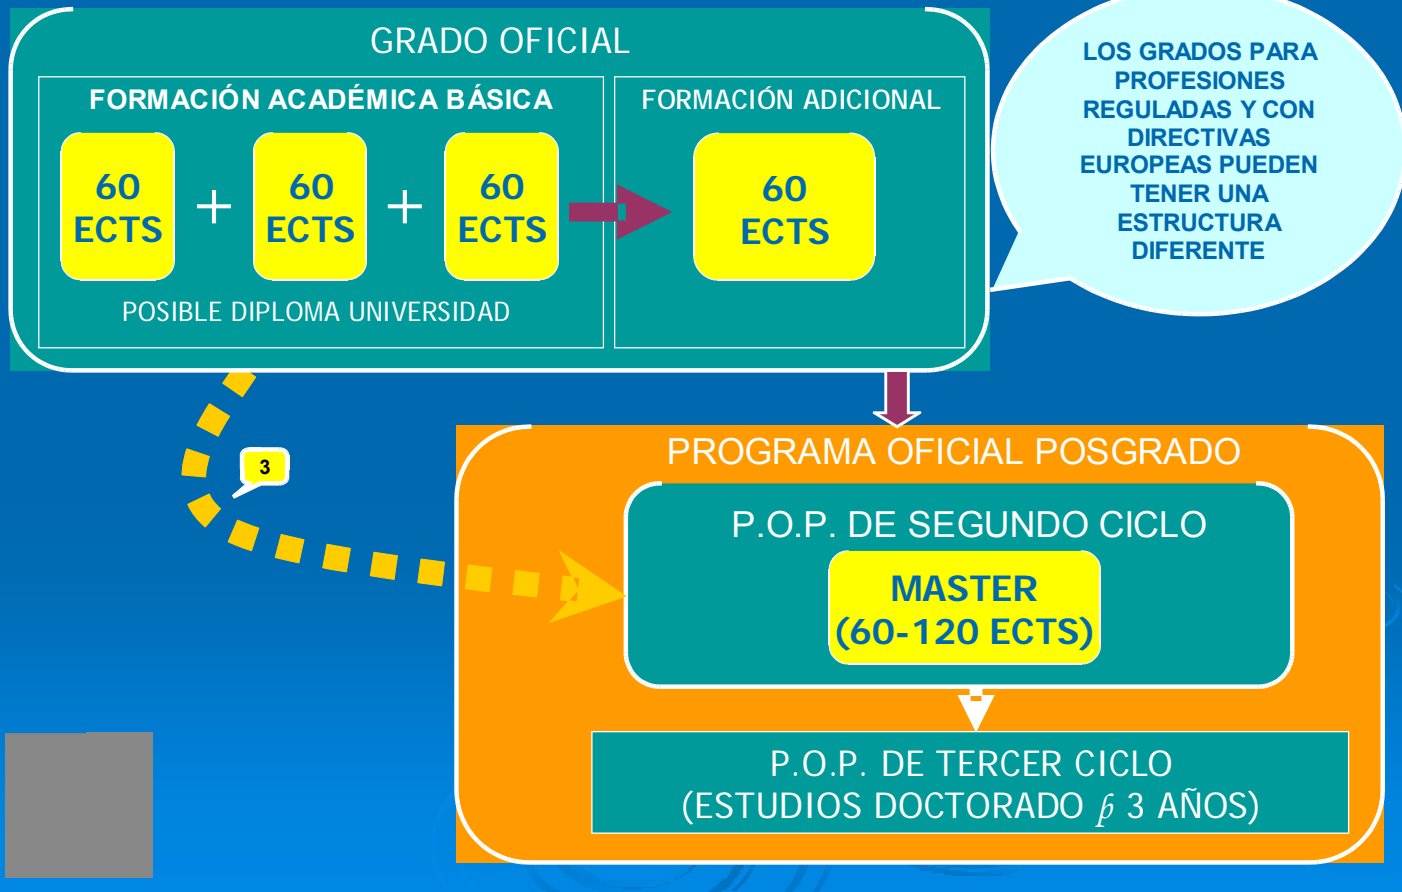 GRADO OFICIAL
FORMACIÓN ACADÉMICA BÁSICA
60
ECTS
+
60
ECTS
+
60
ECTS
POSIBLE DIPLOMA UNIVERSIDAD
FORMACIÓN ADICIONAL
60
ECTS
LOS GRADOS PARA
PROFESIONES
REGULADAS Y CON
DIRECTIVAS
EUROPEAS PUEDEN
TENER UNA
ESTRUCTURA
DIFERENTE
3
PROGRAMA OFICIAL POSGRADO
P.O.P. DE SEGUNDO CICLO
MASTER
(60-120 ECTS)
P.O.P. DE TERCER CICLO
(ESTUDIOS DOCTORADO 3 AÑOS)